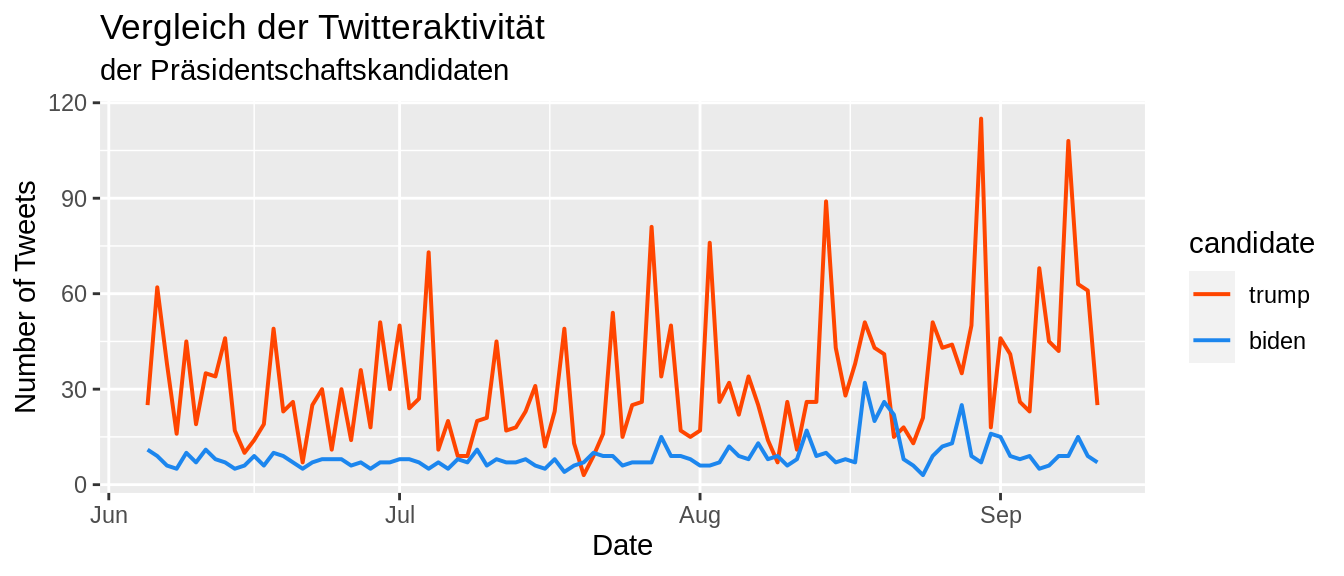 Vergleich der Twitteraktivität
der Präsidentschaftskandidaten
120
90
60
30
0
Number of Tweets
Jun
Jul
Aug
Sep
Date
candidate
trump
biden